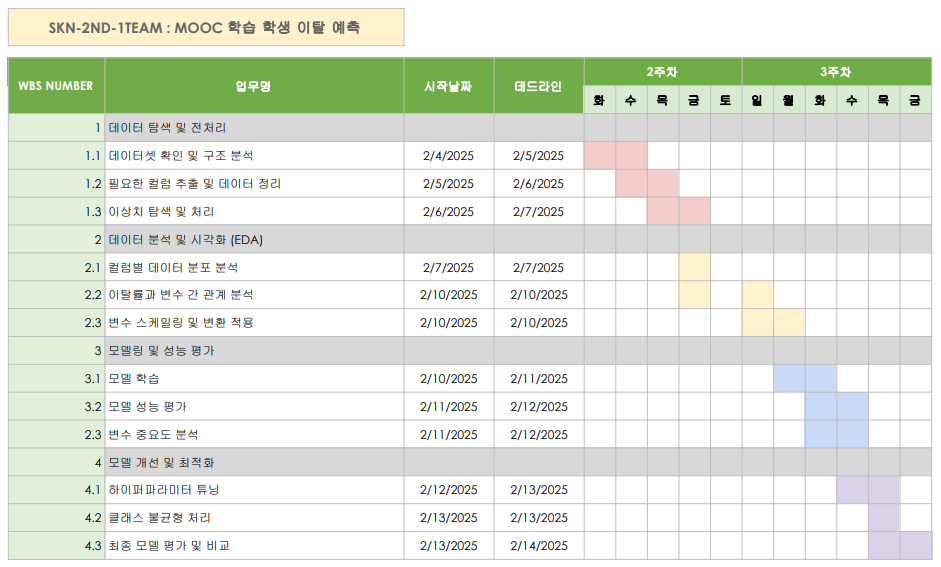 SKN-2ND-1TEAM : MOOC 학습 학생 이탈 예측
WBS NUMBER 업무명 시작날짜 데드라인 2주차 3주차
화 수 목 금 토 일 월 화 수 목 금
1 데이터 탐색 및 전처리
1.1 데이터셋 확인 및 구조 분석 2/4/2025 2/5/2025
1.2 필요한 컬럼 추출 및 데이터 정리 2/5/2025 2/6/2025
1.3 이상치 탐색 및 처리 2/6/2025 2/7/2025
2 데이터 분석 및 시각화 (EDA)
2.1 컬럼별 데이터 분포 분석 2/7/2025 2/7/2025
2.2 이탈률과 변수 간 관계 분석 2/10/2025 2/10/2025
2.3 변수 스케일링 및 변환 적용 2/10/2025 2/10/2025
3 모델링 및 성능 평가
3.1 모델 학습 2/10/2025 2/11/2025
3.2 모델 성능 평가 2/11/2025 2/12/2025
2.3 변수 중요도 분석 2/11/2025 2/12/2025
4 모델 개선 및 최적화
4.1 하이퍼파라미터 튜닝 2/12/2025 2/13/2025
4.2 클래스 불균형 처리 2/13/2025 2/13/2025
4.3 최종 모델 평가 및 비교 2/13/2025 2/14/2025